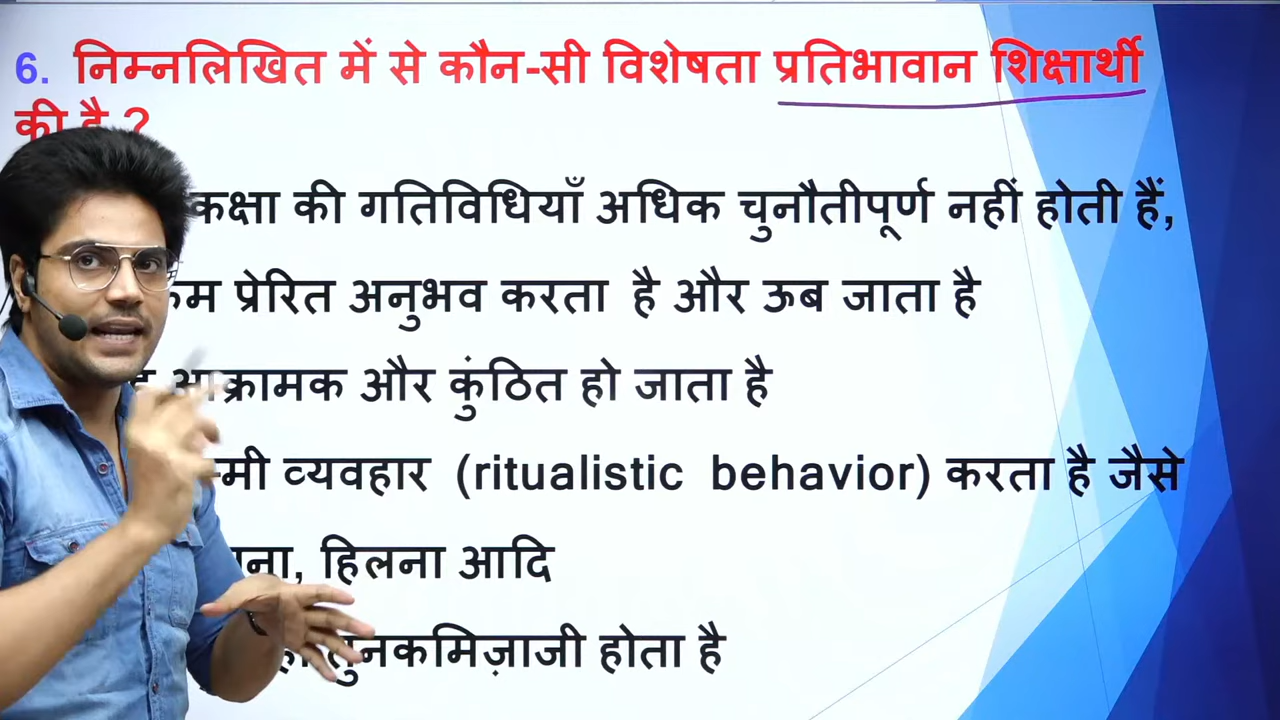 6. निम्नलिखित में से कौन-सी विशेषता प्रतिभावान शिक्षार्थी
की है ?
कक्षा की गतिविधियाँ अधिक चुनौतीपूर्ण नहीं होती हैं,
प्रेरित अनुभव करता है और ऊब जाता है
आक्रामक और कुंठित हो जाता है
व्यवहार (ritualistic behavior) करता है जैसे
हिलना आदि
तुनकमिज़ाजी होता है